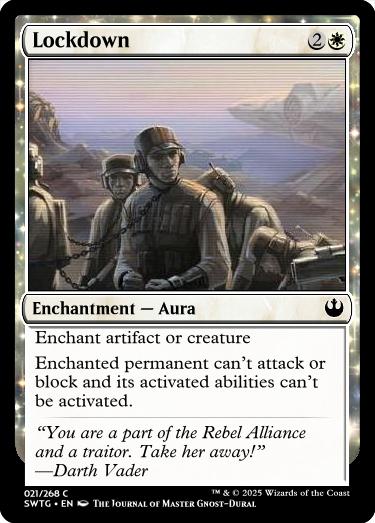 Lockdown 2
Enchantment — Aura
Enchant artifact or creature
Enchanted permanent can't attack or
block and its activated abilities can't
be activated.
“You are a part of the Rebel Alliance
and a traitor. Take her away!”
—Darth Vader
021/268 C
™ & © 2025 Wizards of the Coast
SWTG • EN The Journal of Master Gnost-Dural